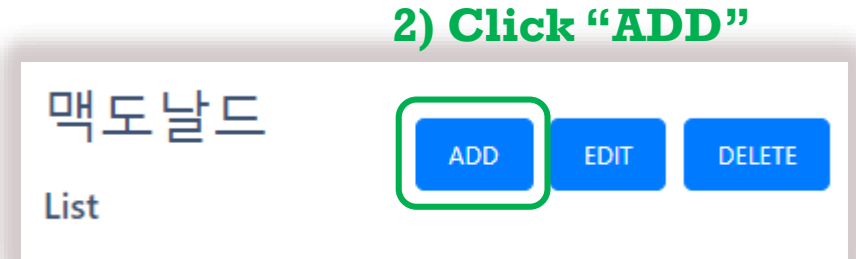 2) Click “ADD”
맥도날드
ADD EDIT DELETE
List